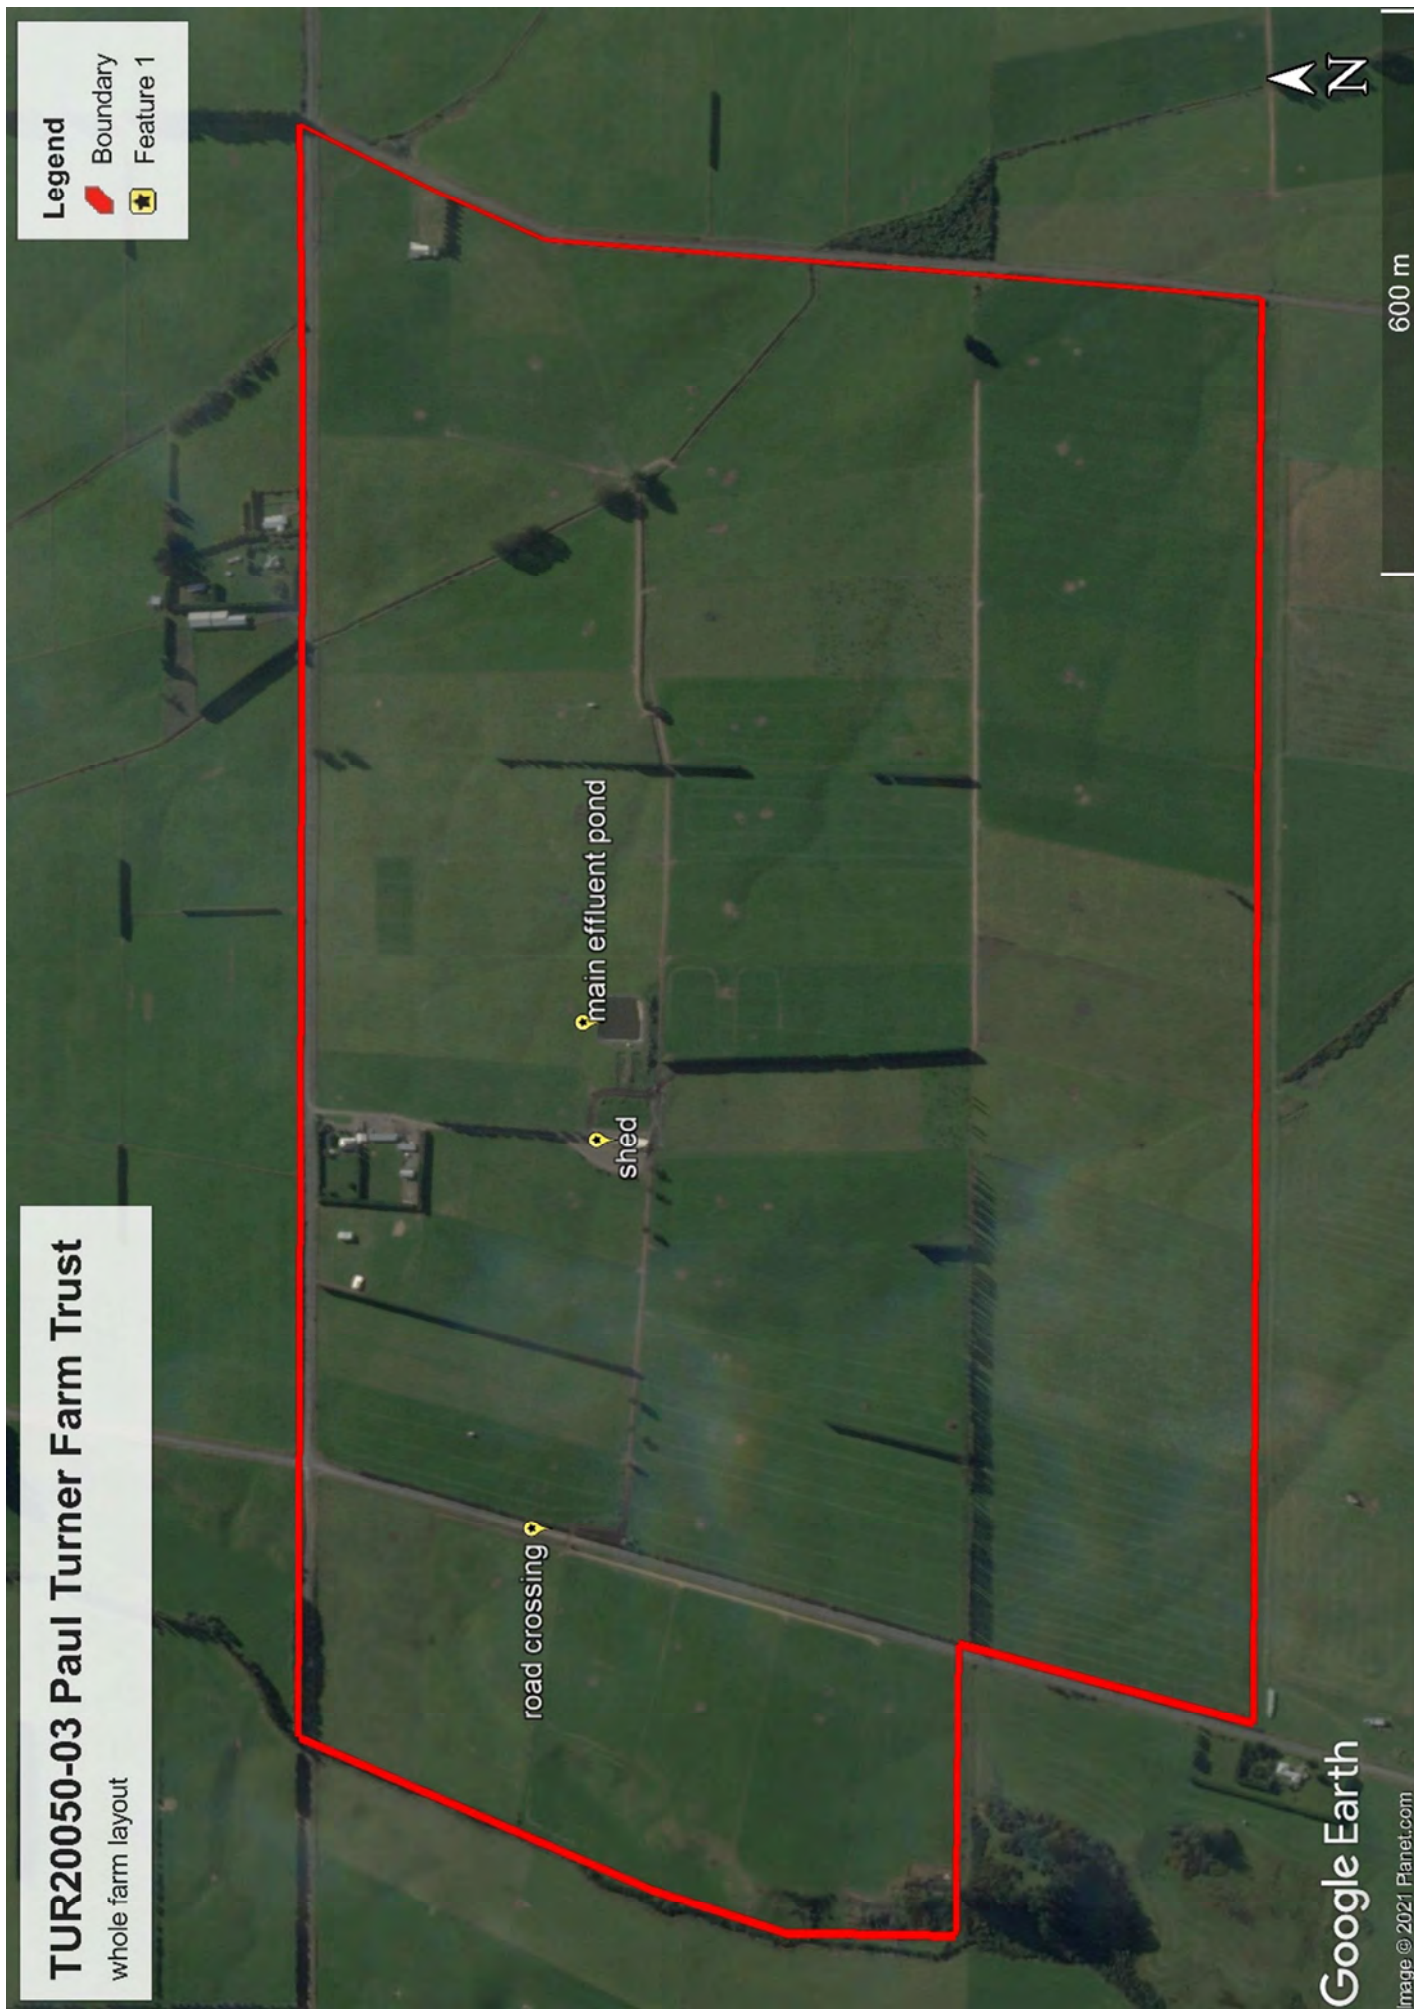 TUR20050-03 Paul Turner Farm Trust
whole farm layout
Legend
Boundary
Feature 1
main effluent pond
shed
road crossing
N
Google Earth
Image © 2021 Planet.com
600 m